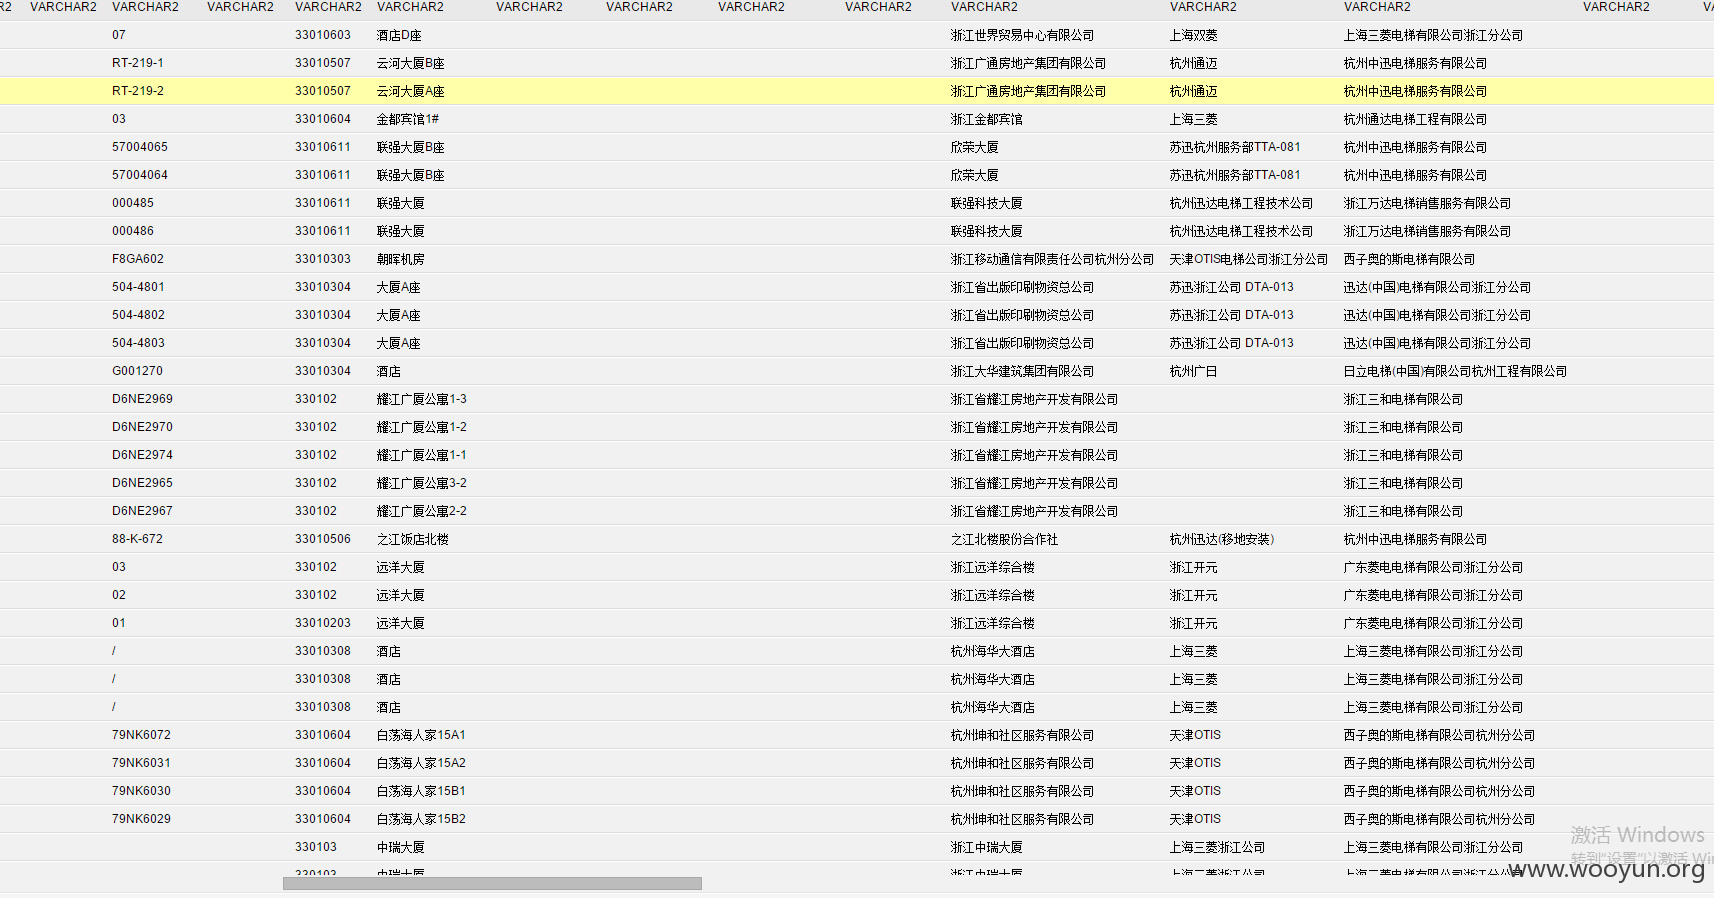 R2 VARCHAR2 VARCHAR2 VARCHAR2 VARCHAR2 VARCHAR2 VARCHAR2 VARCHAR2 VARCHAR2 VARCHAR2 VARCHAR2 VARCHAR2 VARCHAR2 VARCHAR2 VA
07 33010603 酒店D座 浙江世界贸易中心有限公司 上海双菱 上海三菱电梯有限公司浙江分公司
RT-219-1 33010507 云河大厦B座 浙江广通房地产集团有限公司 杭州通迈 杭州中迅电梯服务有限公司
RT-219-2 33010507 云河大厦A座 浙江广通房地产集团有限公司 杭州通迈 杭州中迅电梯服务有限公司
03 33010604 金都宾馆1# 浙江金都宾馆 上海三菱 杭州通达电梯工程有限公司
57004065 33010611 联强大厦B座 欣荣大厦 苏迅杭州服务部TTA-081 杭州中迅电梯服务有限公司
57004064 33010611 联强大厦B座 欣荣大厦 苏迅杭州服务部TTA-081 杭州中迅电梯服务有限公司
000485 33010611 联强大厦 联强科技大厦 杭州迅达电梯工程技术公司 浙江万达电梯销售服务有限公司
000486 33010611 联强大厦 联强科技大厦 杭州迅达电梯工程技术公司 浙江万达电梯销售服务有限公司
F8GA602 33010303 朝晖机房 浙江移动通信有限责任公司杭州分公司 天津OTIS电梯公司浙江分公司 西子奥的斯电梯有限公司
504-4801 33010304 大厦A座 浙江省出版印刷物资总公司 苏迅浙江公司 DTA-013 迅达(中国)电梯有限公司浙江分公司
504-4802 33010304 大厦A座 浙江省出版印刷物资总公司 苏迅浙江公司 DTA-013 迅达(中国)电梯有限公司浙江分公司
504-4803 33010304 大厦A座 浙江省出版印刷物资总公司 苏迅浙江公司 DTA-013 迅达(中国)电梯有限公司浙江分公司
G001270 33010304 酒店 浙江大华建筑集团有限公司 杭州广日 日立电梯(中国)有限公司杭州工程有限公司
D6NE2969 330102 耀江广厦公寓1-3 浙江省耀江房地产开发有限公司 浙江三和电梯有限公司
D6NE2970 330102 耀江广厦公寓1-2 浙江省耀江房地产开发有限公司 浙江三和电梯有限公司
D6NE2974 330102 耀江广厦公寓1-1 浙江省耀江房地产开发有限公司 浙江三和电梯有限公司
D6NE2965 330102 耀江广厦公寓3-2 浙江省耀江房地产开发有限公司 浙江三和电梯有限公司
D6NE2967 330102 耀江广厦公寓2-2 浙江省耀江房地产开发有限公司 浙江三和电梯有限公司
88-K-672 33010506 之江饭店北楼 之江北楼股份合作社 杭州迅达(移地安装) 杭州中迅电梯服务有限公司
03 330102 远洋大厦 浙江远洋综合楼 浙江开元 广东菱电电梯有限公司浙江分公司
02 330102 远洋大厦 浙江远洋综合楼 浙江开元 广东菱电电梯有限公司浙江分公司
01 33010203 远洋大厦 浙江远洋综合楼 浙江开元 广东菱电电梯有限公司浙江分公司
/ 33010308 酒店 杭州海华大酒店 上海三菱 上海三菱电梯有限公司浙江分公司
/ 33010308 酒店 杭州海华大酒店 上海三菱 上海三菱电梯有限公司浙江分公司
/ 33010308 酒店 杭州海华大酒店 上海三菱 上海三菱电梯有限公司浙江分公司
79NK6072 33010604 白荡海人家15A1 杭州坤和社区服务有限公司 天津OTIS 西子奥的斯电梯有限公司杭州分公司
79NK6031 33010604 白荡海人家15A2 杭州坤和社区服务有限公司 天津OTIS 西子奥的斯电梯有限公司杭州分公司
79NK6030 33010604 白荡海人家15B1 杭州坤和社区服务有限公司 天津OTIS 西子奥的斯电梯有限公司杭州分公司
79NK6029 33010604 白荡海人家15B2 杭州坤和社区服务有限公司 天津OTIS 西子奥的斯电梯有限公司杭州分公司
激活 Windows
330103 中瑞大厦 浙江中瑞大厦 上海三菱浙江公司 上海三菱电梯有限公司浙江分公司
转到"设置"以激活 Wi
330103 中瑞大厦 浙江中瑞大厦 上海三菱浙江公司 上海三菱电梯有限公司浙江分公司
www.wooyun.org